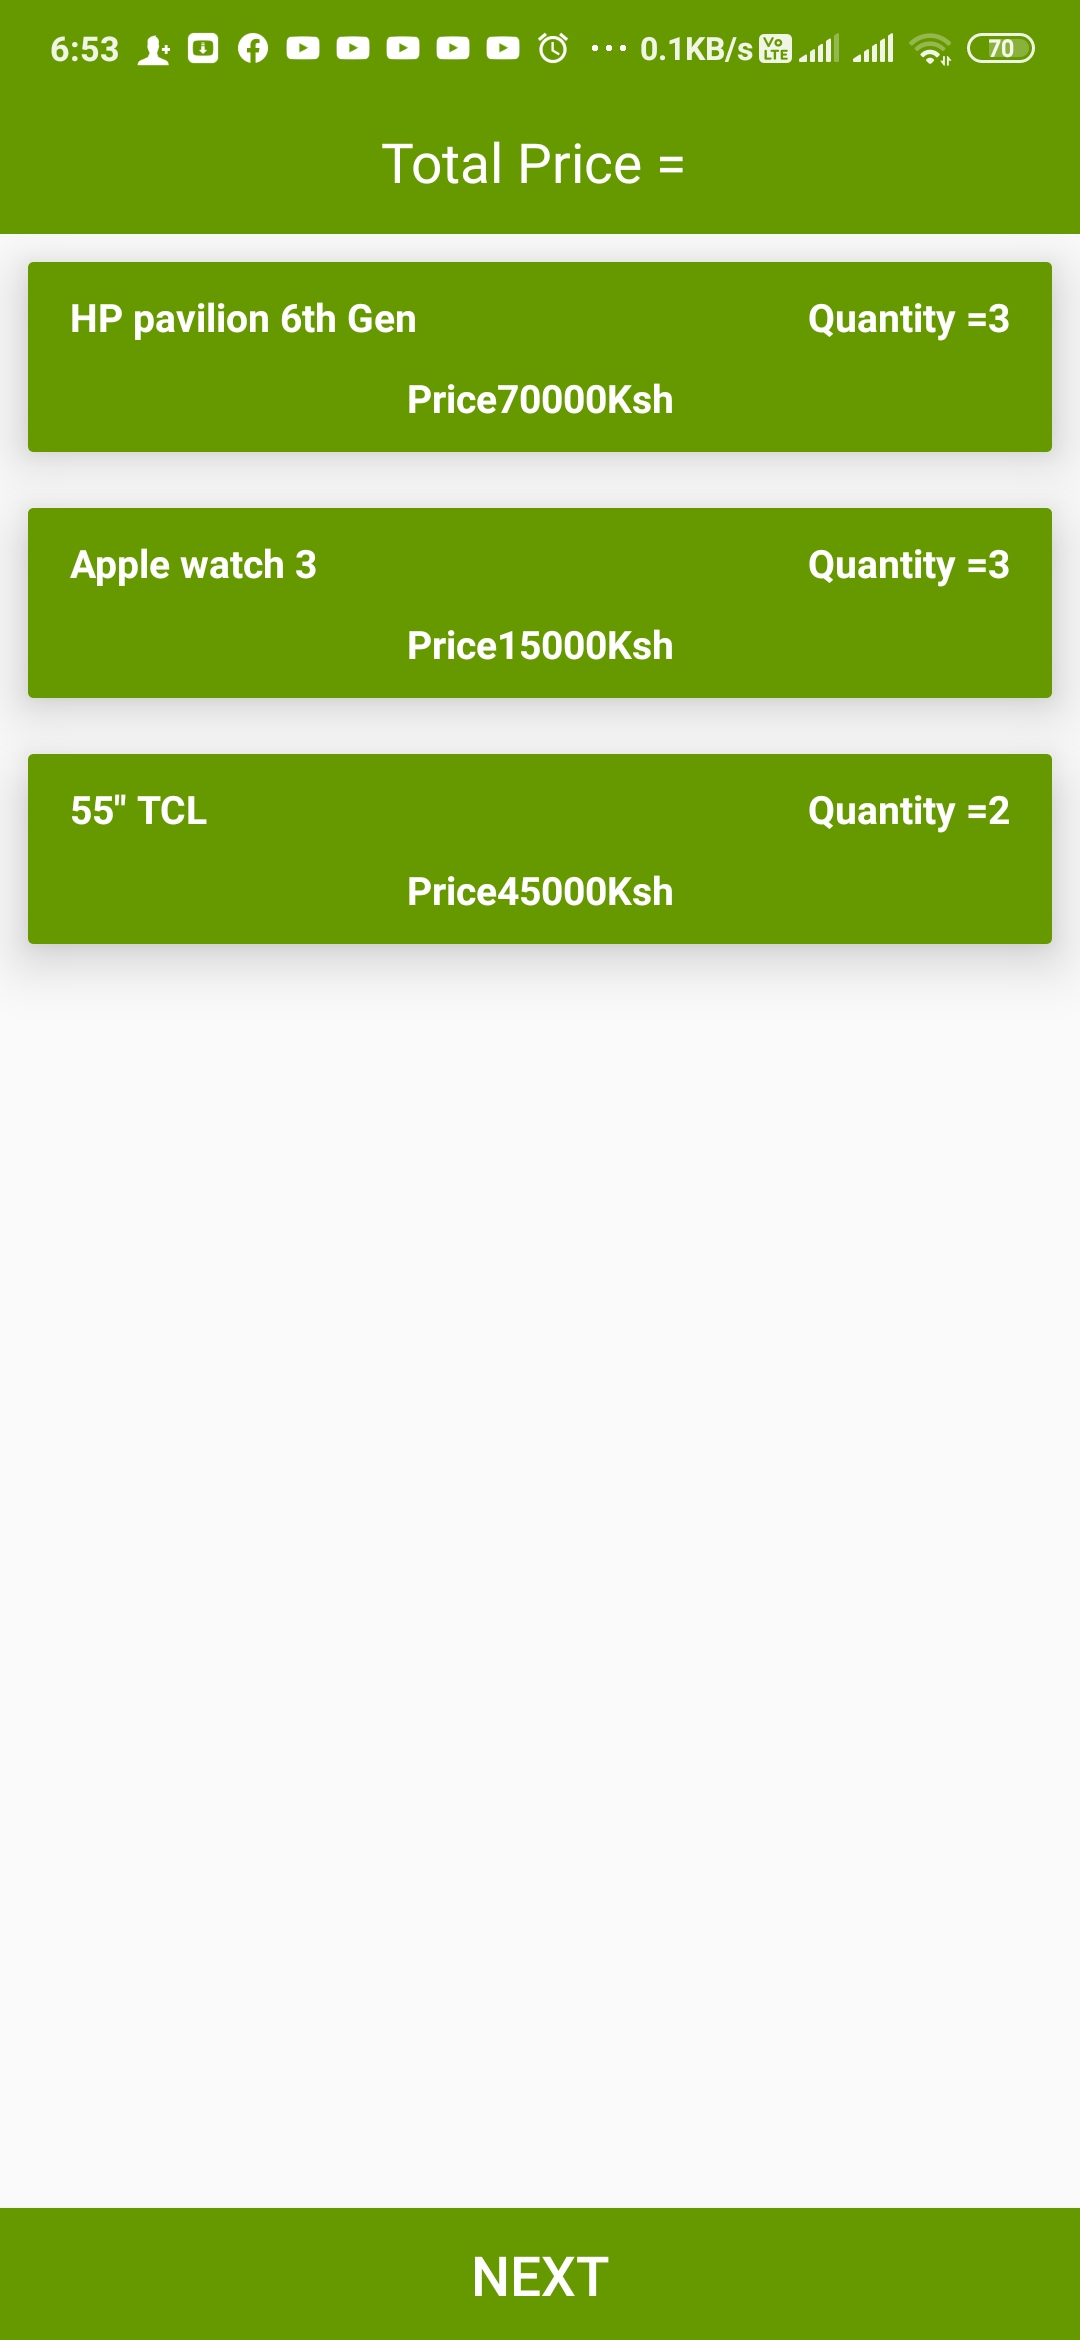 6:53 0.1KB/s Vo LTE 70
Total Price =
HP pavilion 6th Gen Quantity =3
Price70000Ksh
Apple watch 3 Quantity =3
Price15000Ksh
55" TCL Quantity =2
Price45000Ksh
NEXT